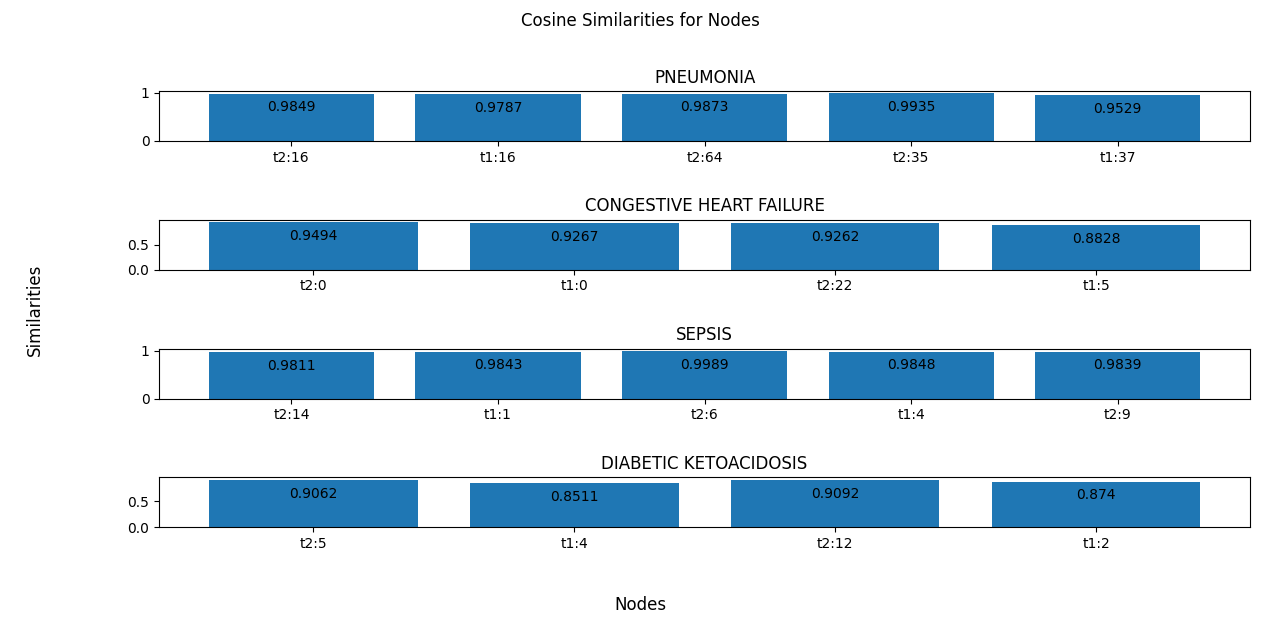 Cosine Similarities for Nodes
PNEUMONIA
1
0.9849 0.9787 0.9873 0.9935 0.9529
0
t2:16 t1:16 t2:64 t2:35 t1:37
CONGESTIVE HEART FAILURE
0.9494 0.9267 0.9262 0.8828
0.5
0.0
t2:0 t1:0 t2:22 t1:5
Similarities
SEPSIS
1
0.9811 0.9843 0.9989 0.9848 0.9839
0
t2:14 t1:1 t2:6 t1:4 t2:9
DIABETIC KETOACIDOSIS
0.9062 0.8511 0.9092 0.874
0.5
0.0
t2:5 t1:4 t2:12 t1:2
Nodes